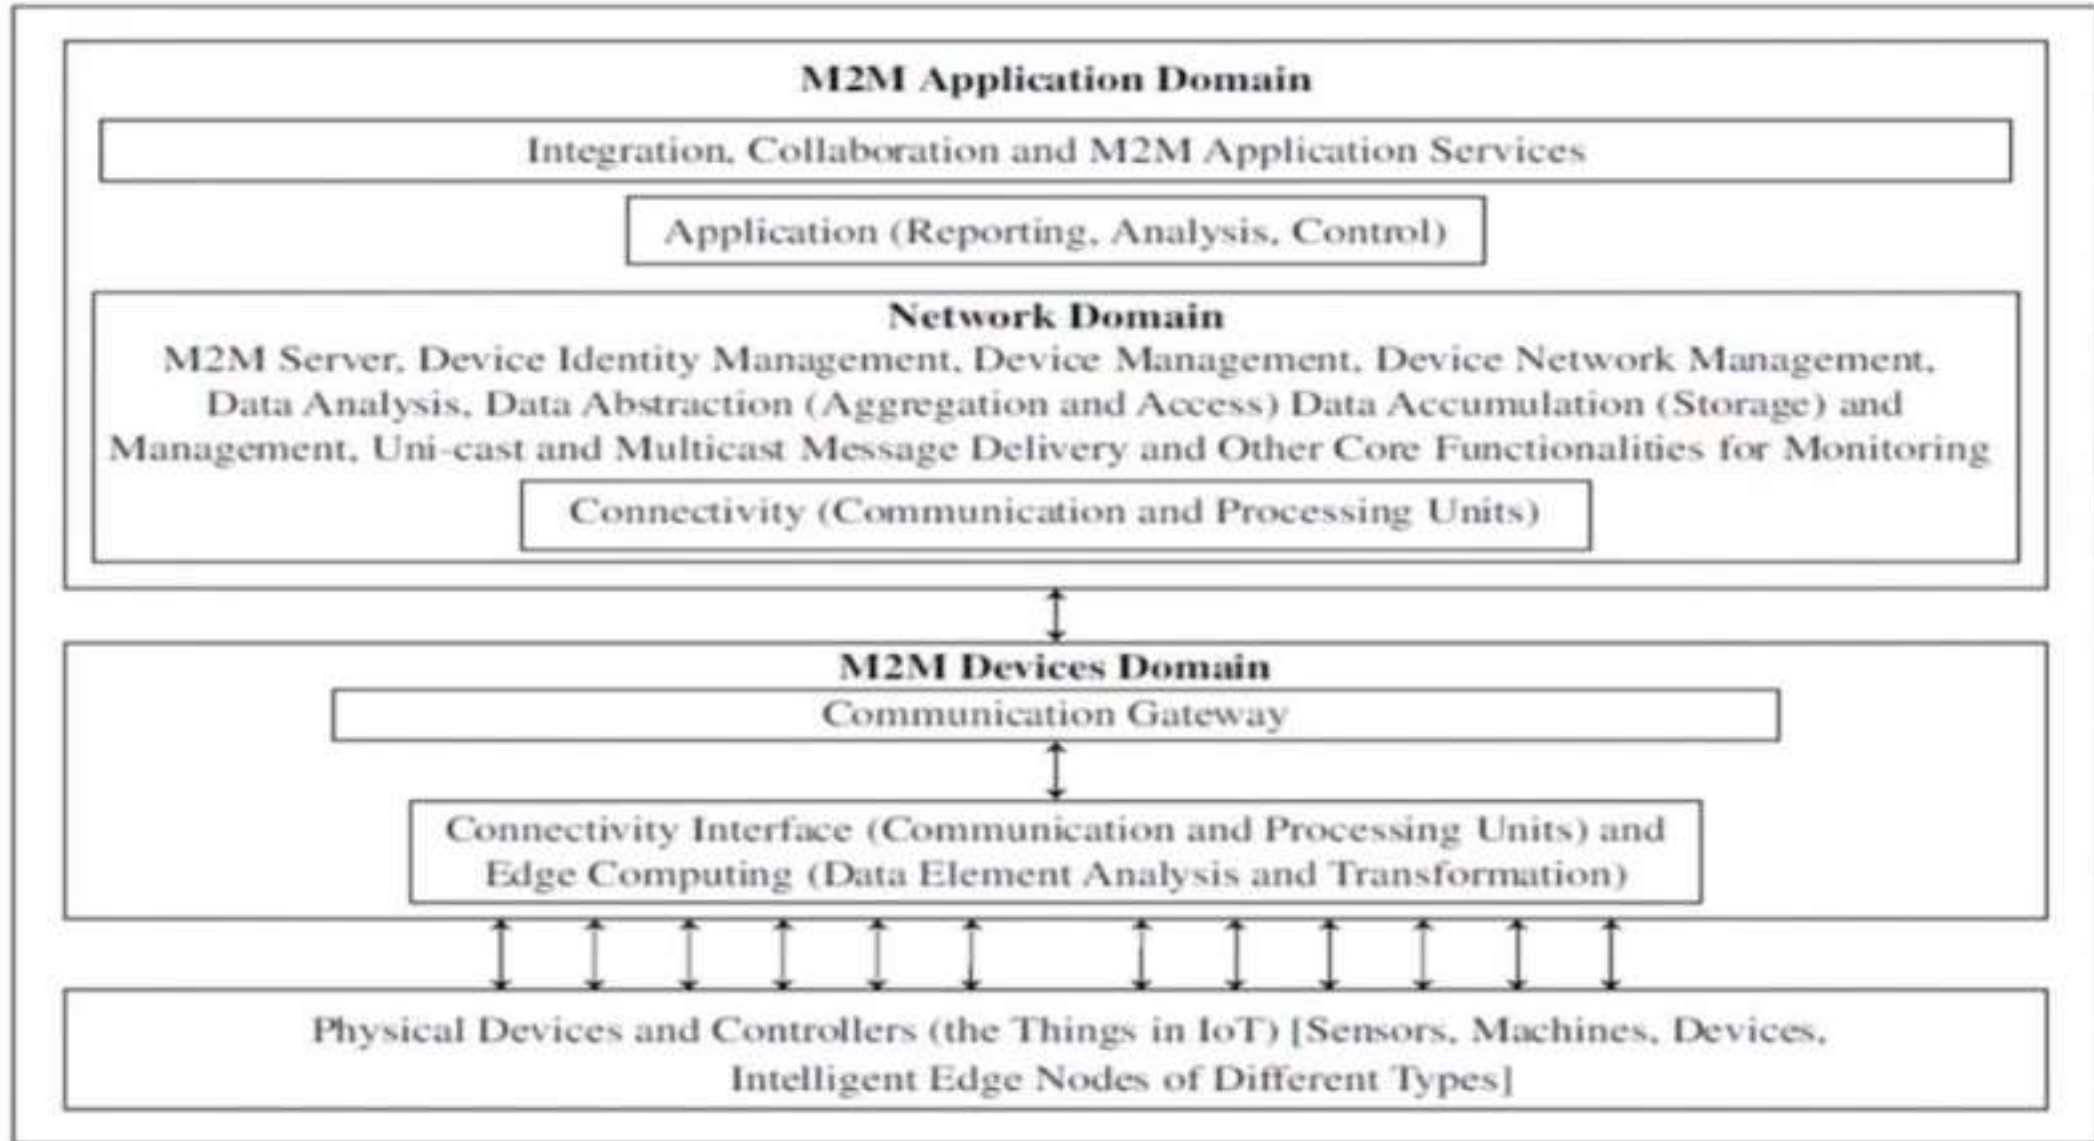 M2M Application Domain
Integration, Collaboration and M2M Application Services
Application (Reporting, Analysis, Control)
Network Domain
M2M Server, Device Identity Management, Device Management, Device Network Management,
Data Analysis, Data Abstraction (Aggregation and Access) Data Accumulation (Storage) and
Management, Uni-cast and Multicast Message Delivery and Other Core Functionalities for Monitoring
Connectivity (Communication and Processing Units)
M2M Devices Domain
Communication Gateway
Connectivity Interface (Communication and Processing Units) and
Edge Computing (Data Element Analysis and Transformation)
Physical Devices and Controllers (the Things in IoT) [Sensors, Machines, Devices,
Intelligent Edge Nodes of Different Types]